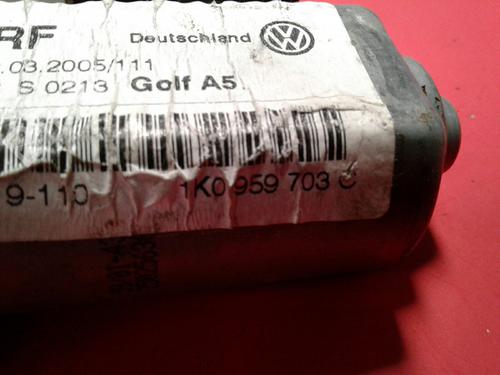 RF Deutschland
.03.2005/111
S 0213 Golf A5
9-110 1K0 959 703 C